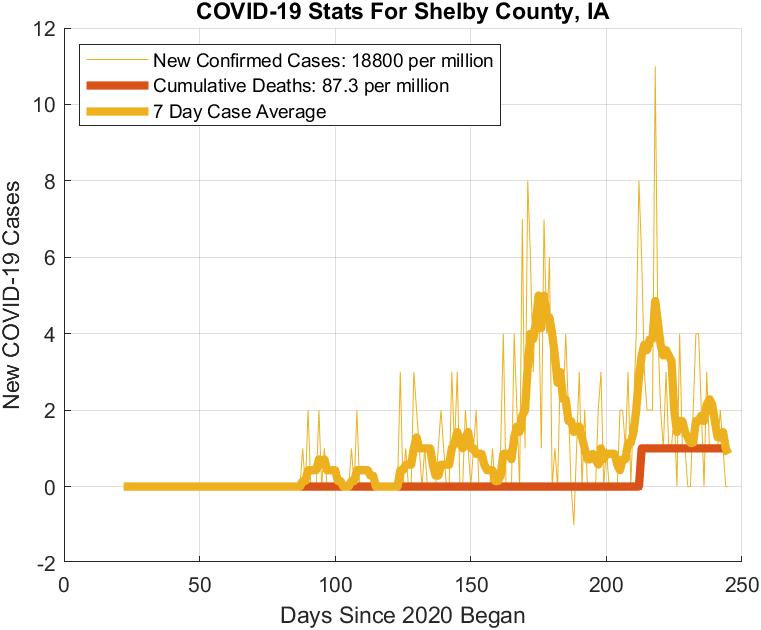 COVID-19 Stats For Shelby County, IA
New Confirmed Cases: 18800 per million
Cumulative Deaths: 87.3 per million
7 Day Case Average
New COVID-19 Cases
12
10
8
6
4
2
0
-2
0 50 100 150 200 250
Days Since 2020 Began